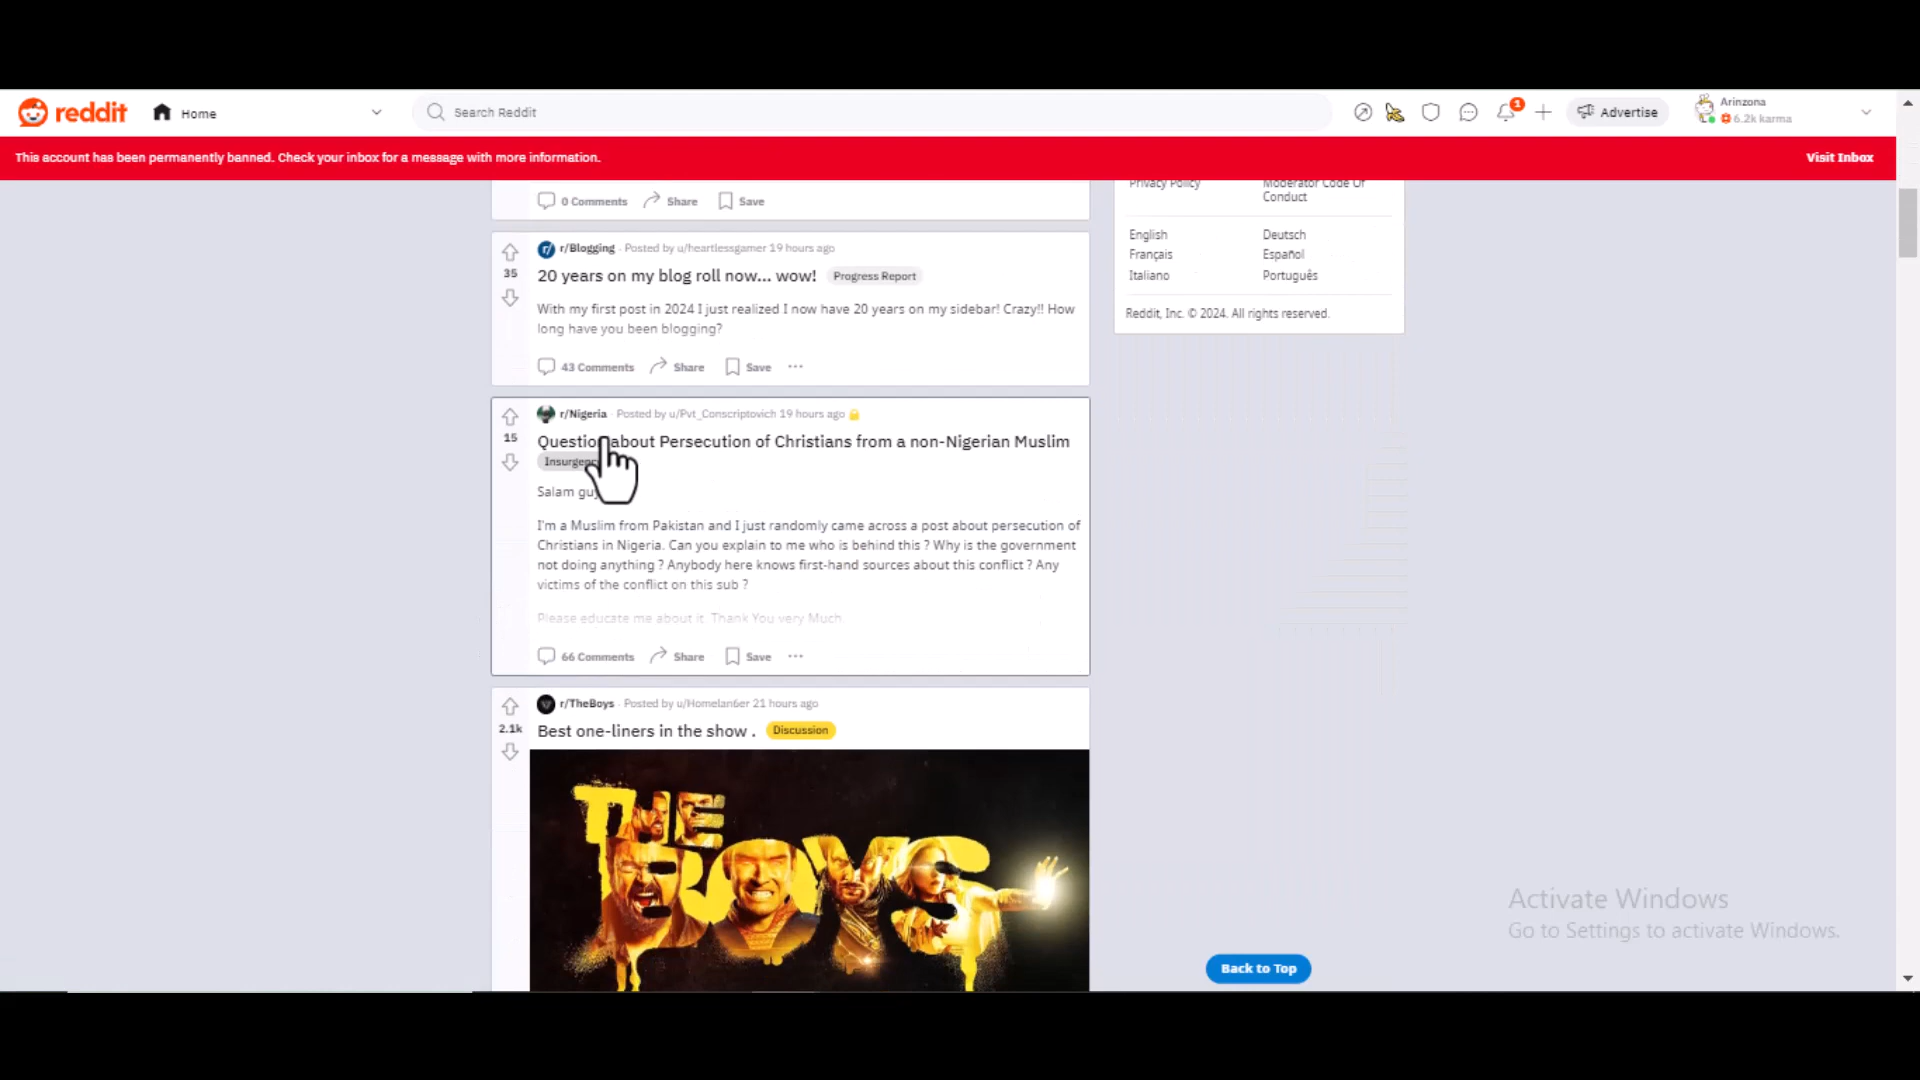 reddit
Home
Search Reddit
1
Advertise
Arinzona
6.2k karma
This account has been permanently banned. Check your inbox for a message with more information.
Visit Inbox
0 Comments
Share
Save
Privacy Policy
Moderator Code Of
Conduct
English
Deutsch
Français
Español
Italiano
Português
Reddit, Inc. © 2024. All rights reserved.
35
r/Blogging · Posted by u/heartlessgamer 19 hours ago
20 years on my blog roll now... wow! Progress Report
With my first post in 2024 I just realized I now have 20 years on my sidebar! Crazy!! How
long have you been blogging?
43 Comments
Share
Save
15
r/Nigeria · Posted by u/Pvt_Conscriptovich 19 hours ago
Question about Persecution of Christians from a non-Nigerian Muslim
Salam
I'm a Muslim from Pakistan and I just randomly came across a post about persecution of
Christians in Nigeria. Can you explain to me who is behind this ? Why is the government
not doing anything ? Anybody here knows first-hand sources about this conflict ? Any
victims of the conflict on this sub ?
Please educate me about it. Thank You very Much.
66 Comments
Share
Save
2.1k
r/TheBoys · Posted by u/Homelan6er 21 hours ago
Best one-liners in the show . Discussion
THE
BOYS
Back to Top
Activate Windows
Go to Settings to activate Windows.